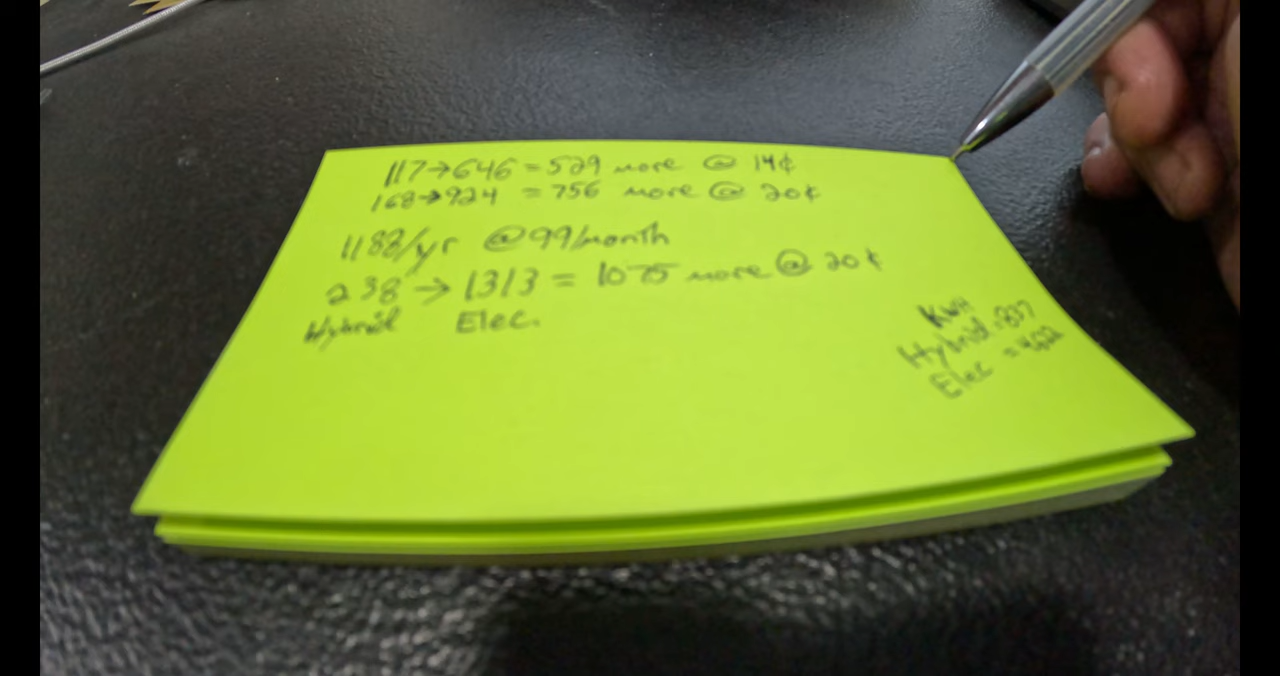 117→646 = 529 more @ 14¢
168→924 = 756 more @ 20¢
1188/yr @99/month
238 → 1313 = 1075 more @ 20¢
Hybrid Elec.
KWH
Hybrid = 837
Elec =